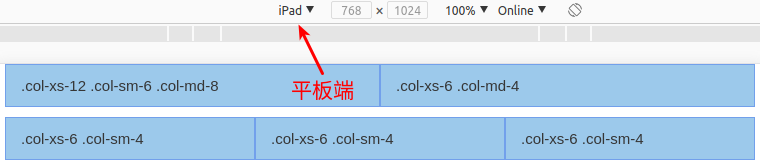 iPad ▼ 768 × 1024 100% ▼ Online ▼
平板端
.col-xs-12 .col-sm-6 .col-md-8 .col-xs-6 .col-md-4
.col-xs-6 .col-sm-4 .col-xs-6 .col-sm-4 .col-xs-6 .col-sm-4